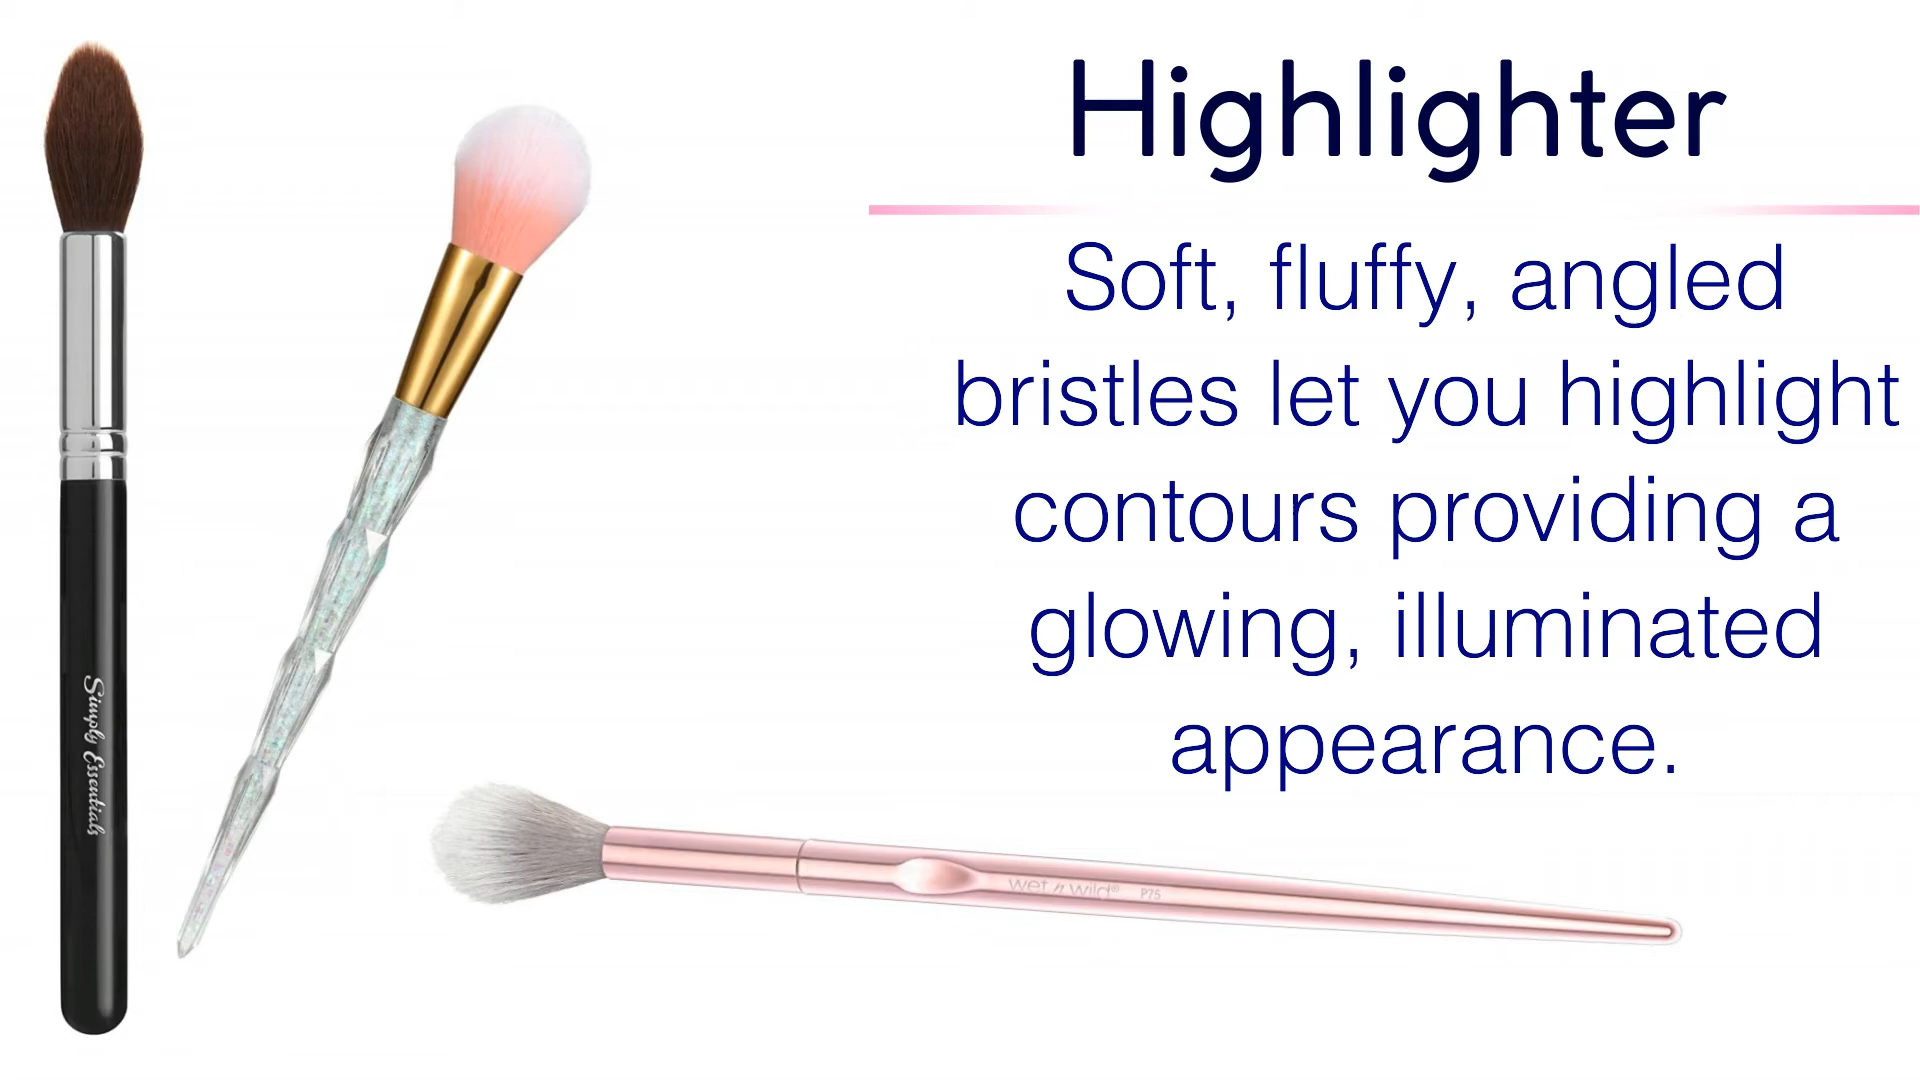 Highlighter
Soft, fluffy, angled
bristles let you highlight
contours providing a
glowing, illuminated
appearance.
Simply Essentials
wet n wild® P75